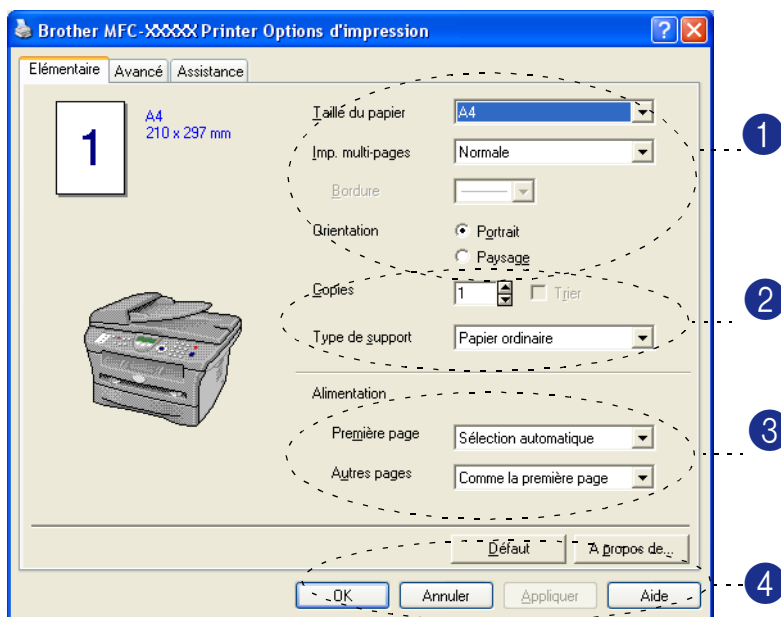 Brother MFC-XXXXX Printer Options d'impression
Elémentaire Avancé Assistance
1
A4
210 x 297 mm
Taille du papier A4
Imp. multi-pages Normale
Bordure
Orientation Portrait
Paysage
1
Copies 1 Trier
2
Type de support Papier ordinaire
Alimentation
Première page Sélection automatique
3
Autres pages Comme la première page
Défaut A propos de...
OK Annuler Appliquer Aide
4